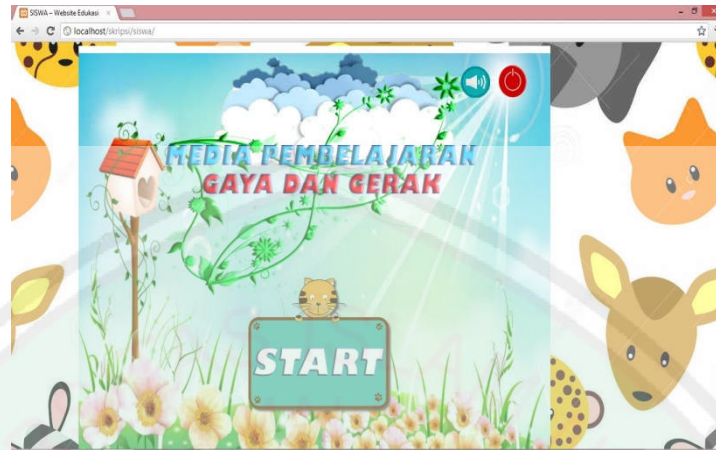 SISWA – Website Edukasi
localhost/skripsi/siswa/
MEDIA PEMBELAJARAN
GAYA DAN GERAK
START